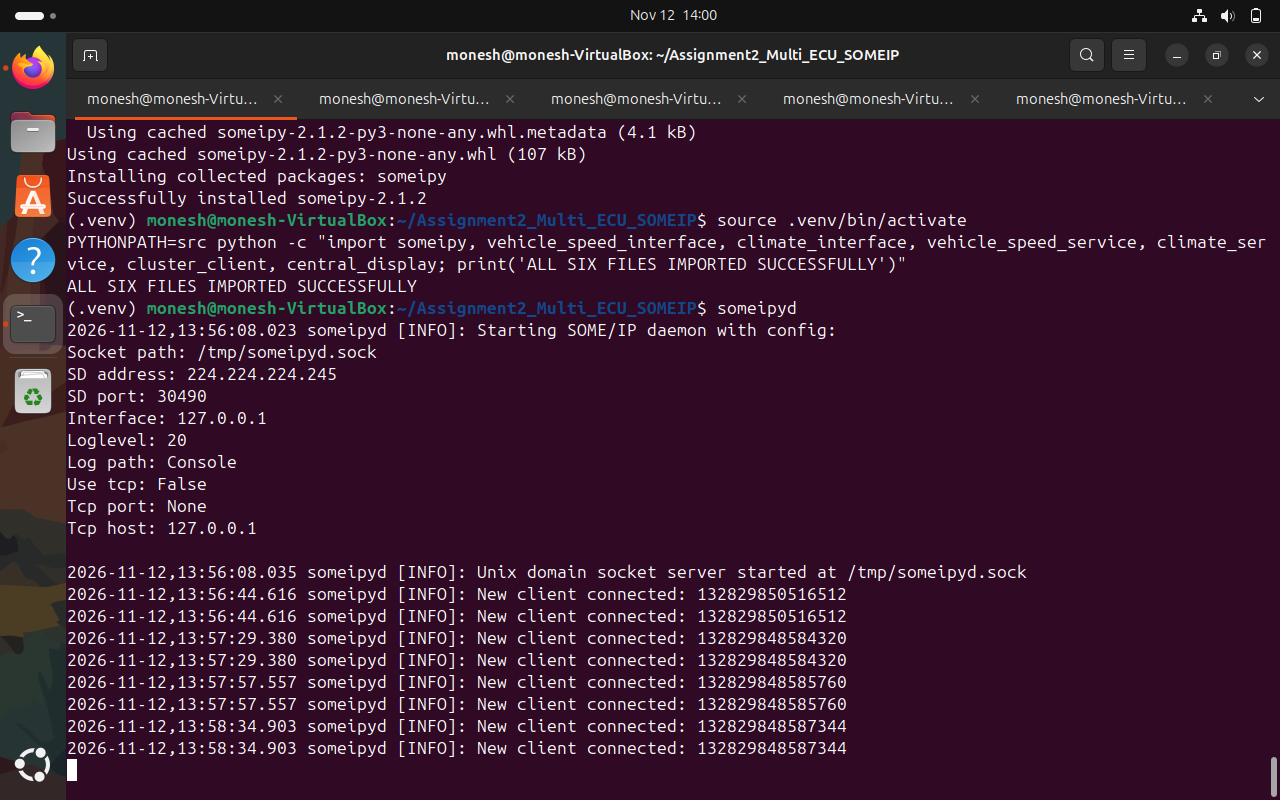 Nov 12 14:00
monesh@monesh-VirtualBox: ~/Assignment2_Multi_ECU_SOMEIP
monesh@monesh-Virtu… × monesh@monesh-Virtu… × monesh@monesh-Virtu… × monesh@monesh-Virtu… × monesh@monesh-Virtu… ×
Using cached someipy-2.1.2-py3-none-any.whl.metadata (4.1 kB)
Using cached someipy-2.1.2-py3-none-any.whl (107 kB)
Installing collected packages: someipy
Successfully installed someipy-2.1.2
(.venv) monesh@monesh-VirtualBox:~/Assignment2_Multi_ECU_SOMEIP$ source .venv/bin/activate
PYTHONPATH=src python -c "import someipy, vehicle_speed_interface, climate_interface, vehicle_speed_service, climate_ser
vice, cluster_client, central_display; print('ALL SIX FILES IMPORTED SUCCESSFULLY')"
ALL SIX FILES IMPORTED SUCCESSFULLY
(.venv) monesh@monesh-VirtualBox:~/Assignment2_Multi_ECU_SOMEIP$ someipyd
2026-11-12,13:56:08.023 someipyd [INFO]: Starting SOME/IP daemon with config:
Socket path: /tmp/someipyd.sock
SD address: 224.224.224.245
SD port: 30490
Interface: 127.0.0.1
Loglevel: 20
Log path: Console
Use tcp: False
Tcp port: None
Tcp host: 127.0.0.1
2026-11-12,13:56:08.035 someipyd [INFO]: Unix domain socket server started at /tmp/someipyd.sock
2026-11-12,13:56:44.616 someipyd [INFO]: New client connected: 132829850516512
2026-11-12,13:56:44.616 someipyd [INFO]: New client connected: 132829850516512
2026-11-12,13:57:29.380 someipyd [INFO]: New client connected: 132829848584320
2026-11-12,13:57:29.380 someipyd [INFO]: New client connected: 132829848584320
2026-11-12,13:57:57.557 someipyd [INFO]: New client connected: 132829848585760
2026-11-12,13:57:57.557 someipyd [INFO]: New client connected: 132829848585760
2026-11-12,13:58:34.903 someipyd [INFO]: New client connected: 132829848587344
2026-11-12,13:58:34.903 someipyd [INFO]: New client connected: 132829848587344